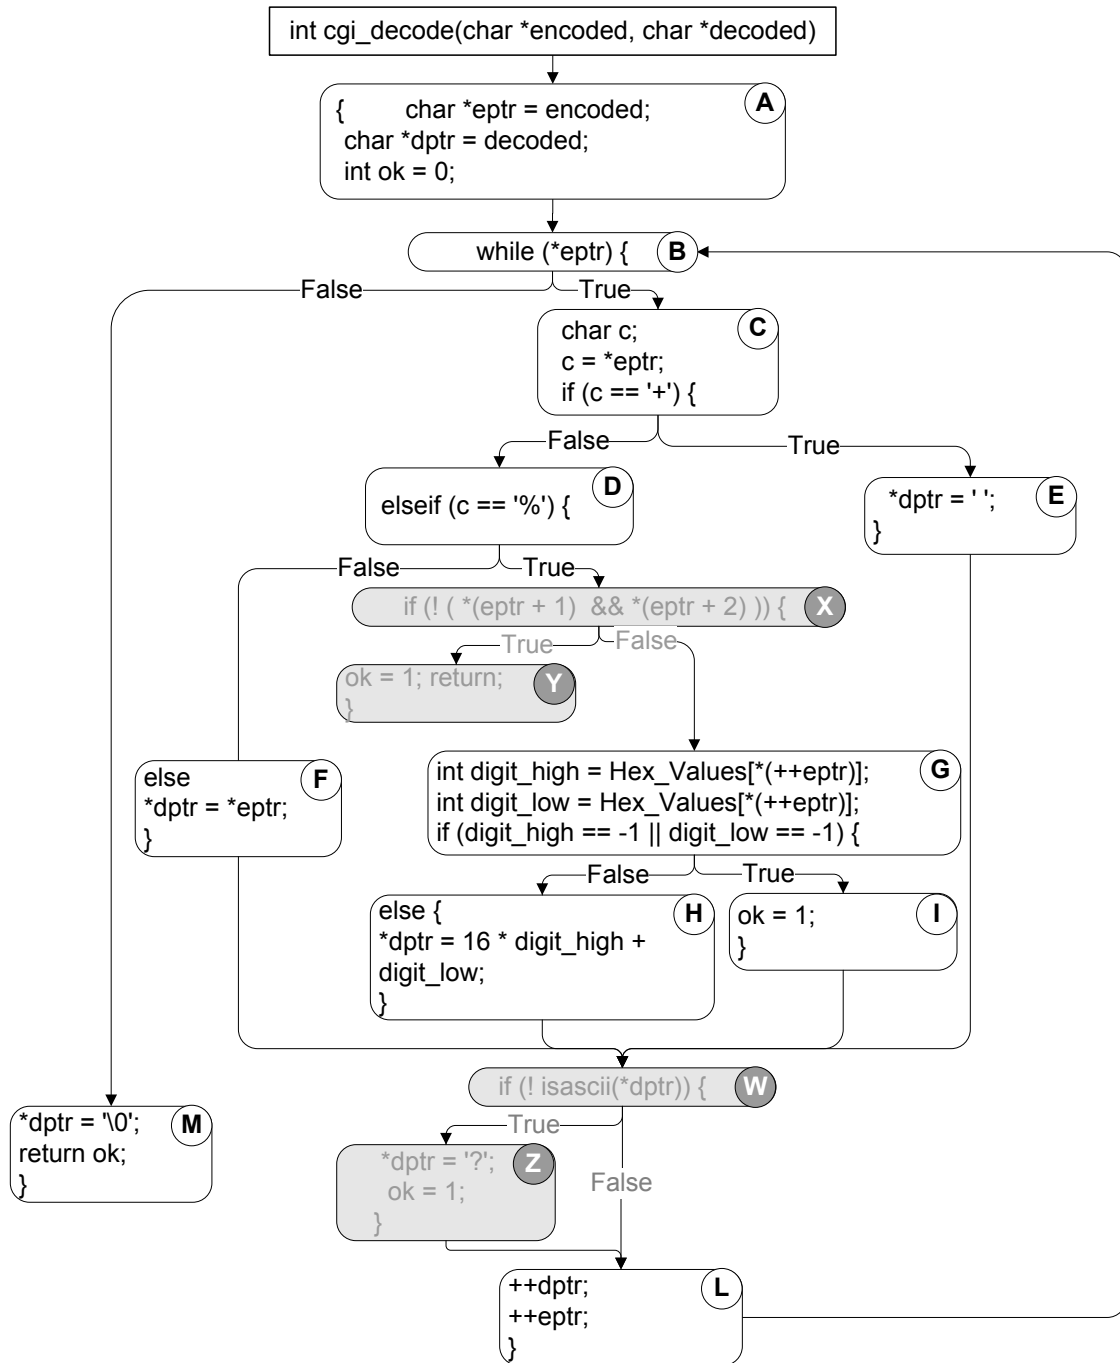 int cgi_decode(char *encoded, char *decoded)
A
{ char *eptr = encoded;
char *dptr = decoded;
int ok = 0;
while (*eptr) {
B
False
True
C
char c;
c = *eptr;
if (c == '+') {
False
True
D
elseif (c == '%') {
E
*dptr = ' ';
}
False
True
if (! ( *(eptr + 1) && *(eptr + 2) )) {
X
True
False
ok = 1; return;
}
Y
else
*dptr = *eptr;
}
F
int digit_high = Hex_Values[*(++eptr)];
int digit_low = Hex_Values[*(++eptr)];
if (digit_high == -1 || digit_low == -1) {
G
False
True
else {
*dptr = 16 * digit_high +
digit_low;
}
H
ok = 1;
}
I
if (! isascii(*dptr)) {
W
True
False
*dptr = '\0';
return ok;
}
M
*dptr = '?';
ok = 1;
}
Z
++dptr;
++eptr;
}
L